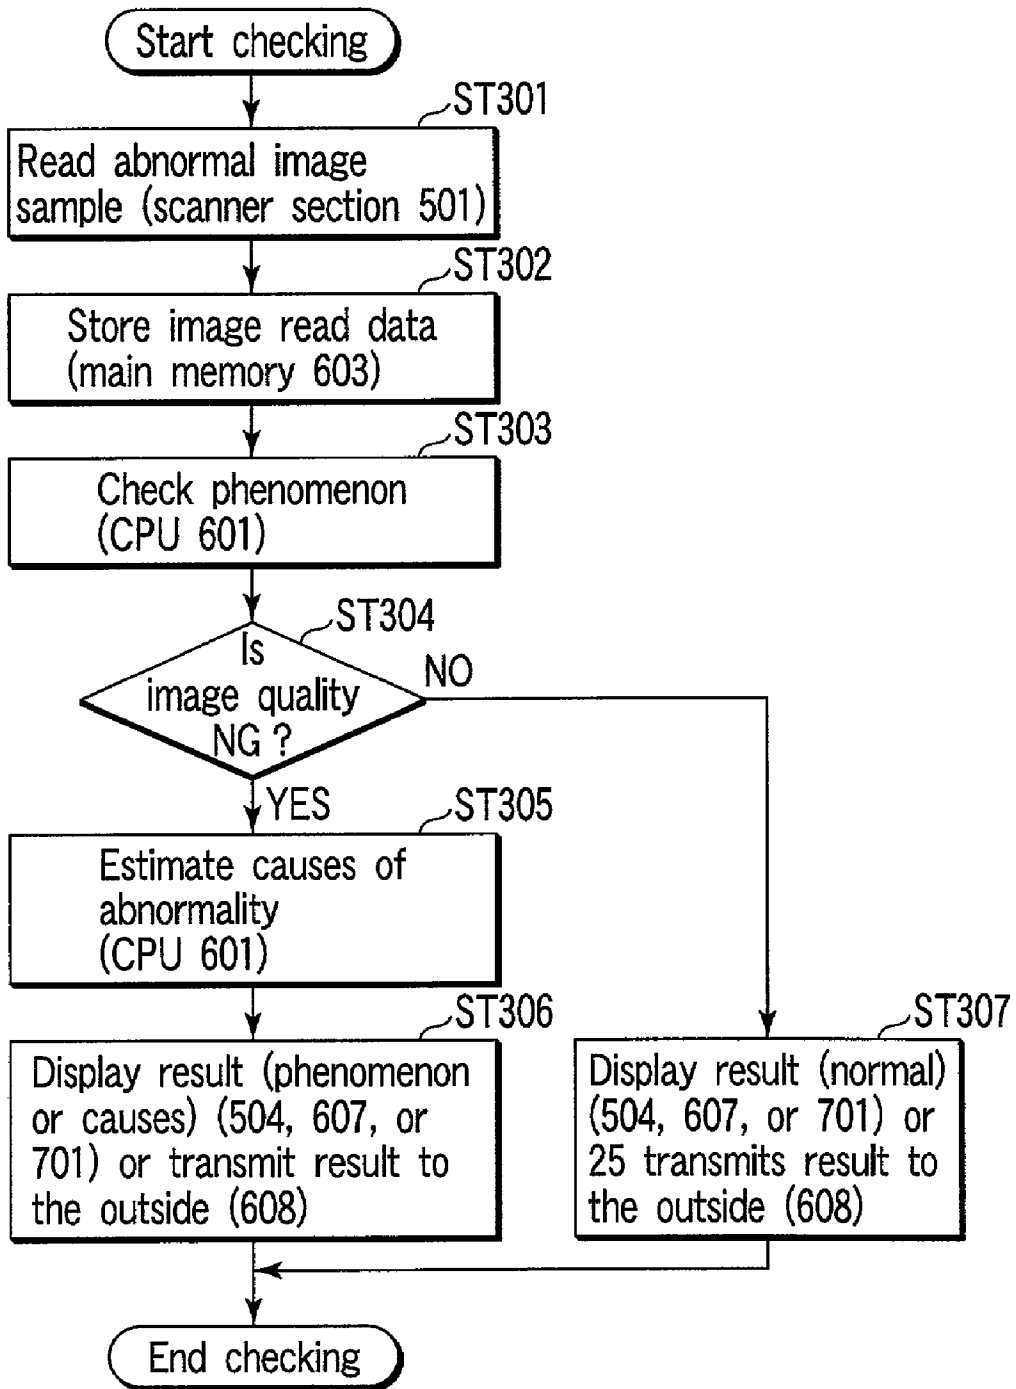 Start checking
ST301
Read abnormal image
sample (scanner section 501)
ST302
Store image read data
(main memory 603)
ST303
Check phenomenon
(CPU 601)
ST304
Is
image quality
NG ?
NO
YES
ST305
Estimate causes of
abnormality
(CPU 601)
ST306
Display result (phenomenon
or causes) (504, 607, or
701) or transmit result to
the outside (608)
ST307
Display result (normal)
(504, 607, or 701) or
25 transmits result to
the outside (608)
End checking